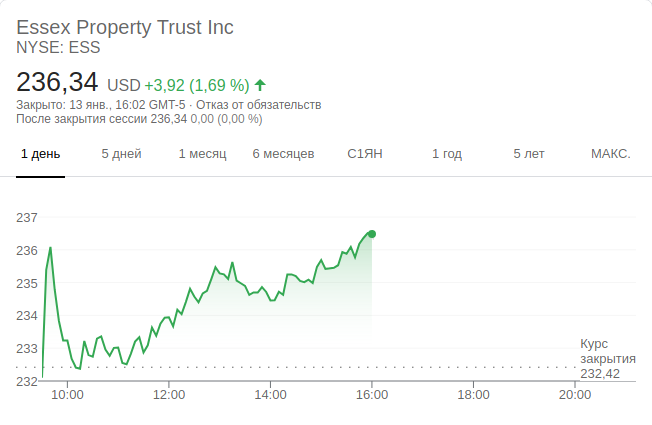 Essex Property Trust Inc
NYSE: ESS
236,34 USD +3,92 (1,69 %)
Закрыто: 13 янв., 16:02 GMT-5 · Отказ от обязательств
После закрытия сессии 236,34 0,00 (0,00 %)
1 день 5 дней 1 месяц 6 месяцев С1ЯН 1 год 5 лет МАКС.
237
236
235
234
233
Курс
закрытия
232,42
232
10:00 12:00 14:00 16:00 18:00 20:00